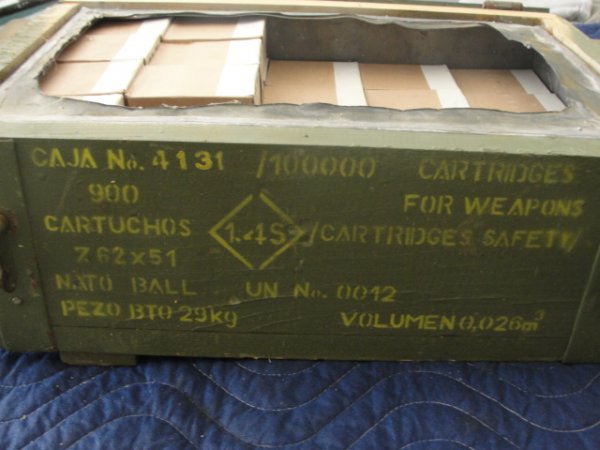 CAJA No. 4131 /100000 CARTRIDGES
900 FOR WEAPONS
CARTUCHOS 1.4S /CARTRIDGES SAFETY/
7.62x51
NATO BALL UN No. 0012
PEZO BTO 29kg VOLUMEN 0,026m³